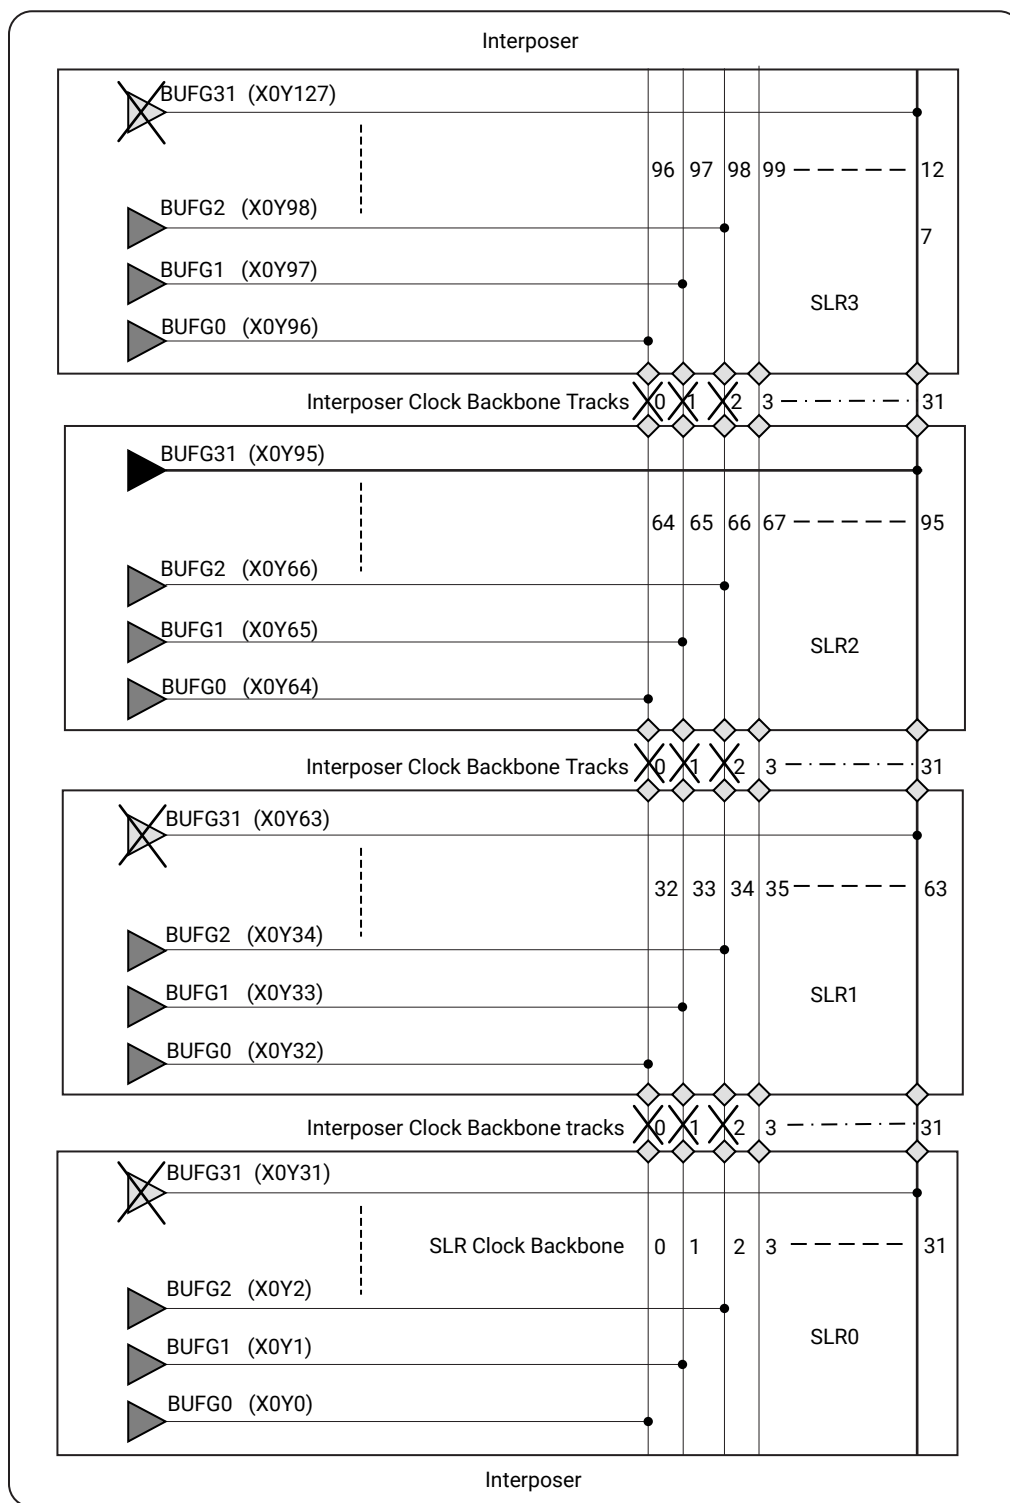 Interposer
BUFG31 (X0Y127)
96 97 98 99 12
BUFG2 (X0Y98)
7
BUFG1 (X0Y97)
SLR3
BUFG0 (X0Y96)
Interposer Clock Backbone Tracks 0 1 2 3 31
BUFG31 (X0Y95)
64 65 66 67 95
BUFG2 (X0Y66)
BUFG1 (X0Y65)
SLR2
BUFG0 (X0Y64)
Interposer Clock Backbone Tracks 0 1 2 3 31
BUFG31 (X0Y63)
32 33 34 35 63
BUFG2 (X0Y34)
BUFG1 (X0Y33)
SLR1
BUFG0 (X0Y32)
Interposer Clock Backbone tracks 0 1 2 3 31
BUFG31 (X0Y31)
SLR Clock Backbone 0 1 2 3 31
BUFG2 (X0Y2)
SLR0
BUFG1 (X0Y1)
BUFG0 (X0Y0)
Interposer